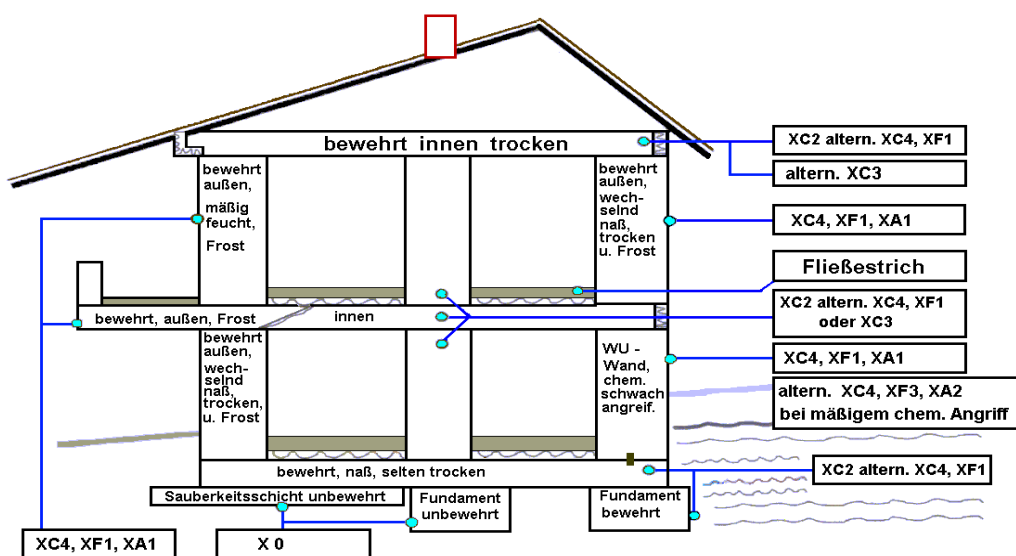 bewehrt innen trocken
XC2 altern. XC4, XF1
altern. XC3
bewehrt
außen,
mäßig
feucht,
Frost
bewehrt
außen,
wech-
selnd
naß,
trocken
u. Frost
XC4, XF1, XA1
Fließestrich
bewehrt, außen, Frost
innen
XC2 altern. XC4, XF1
oder XC3
bewehrt
außen,
wech-
selnd
naß,
trocken,
u. Frost
WU -
Wand,
chem.
schwach
angreif.
XC4, XF1, XA1
altern. XC4, XF3, XA2
bei mäßigem chem. Angriff
bewehrt, naß, selten trocken
XC2 altern. XC4, XF1
Sauberkeitsschicht unbewehrt
Fundament
unbewehrt
Fundament
bewehrt
XC4, XF1, XA1
X 0